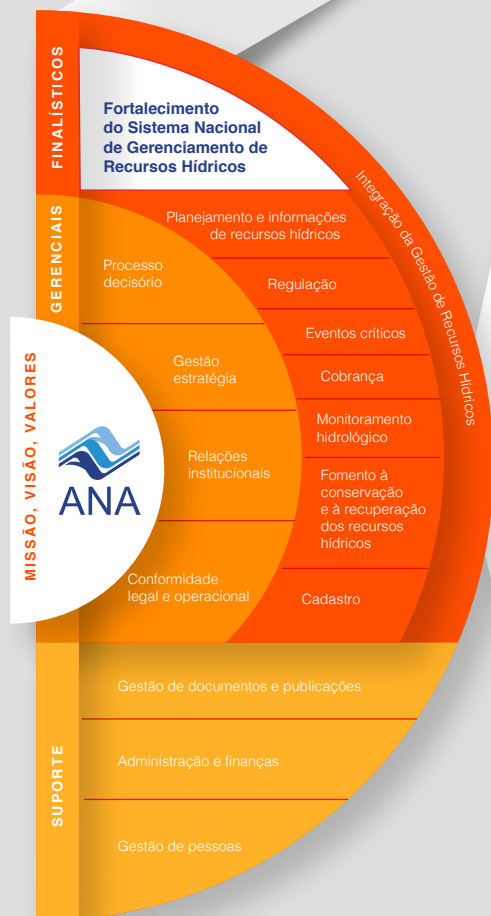 FINALÍSTICOS
Fortalecimento
do Sistema Nacional
de Gerenciamento de
Recursos Hídricos
Integração da Gestão de Recursos Hídricos
Planejamento e informações
de recursos hídricos
Regulação
Eventos críticos
Cobrança
Monitoramento
hidrológico
Fomento à
conservação
e à recuperação
dos recursos
hídricos
Cadastro
GERENCIAIS
Processo
decisório
Gestão
estratégia
Relações
institucionais
Conformidade
legal e operacional
MISSÃO, VISÃO, VALORES
ANA
SUPORTE
Gestão de documentos e publicações
Administração e finanças
Gestão de pessoas